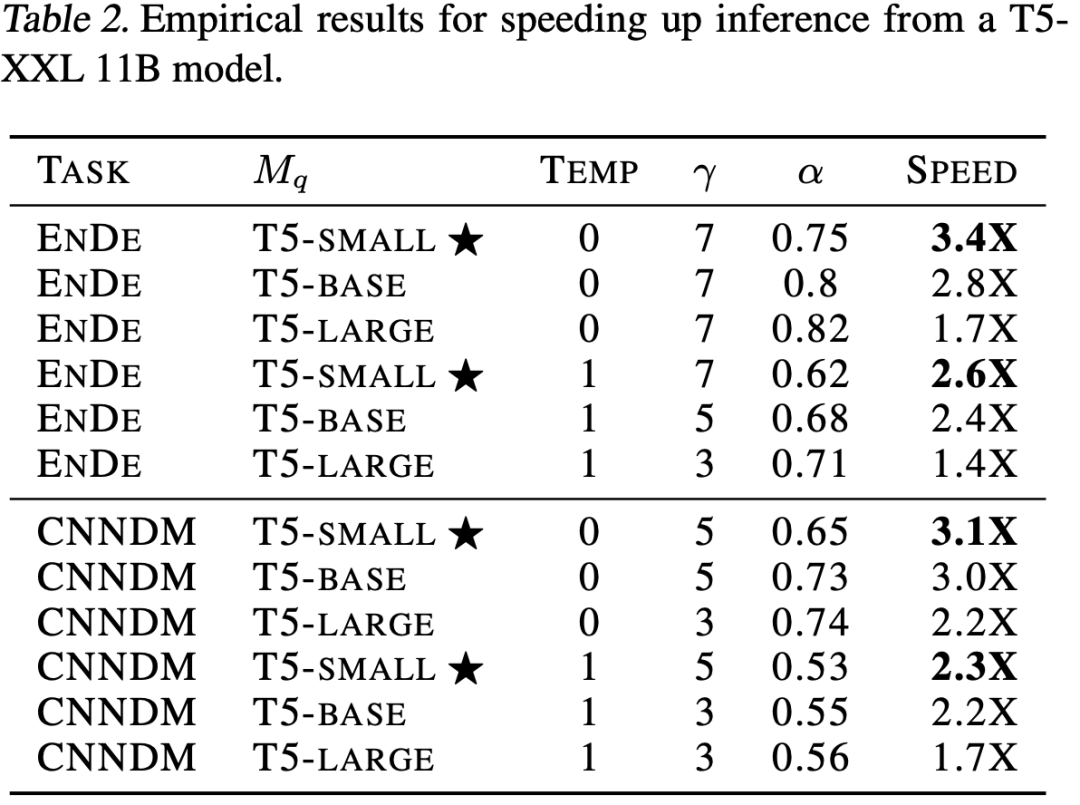 Table 2. Empirical results for speeding up inference from a T5-
XXL 11B model.
TASK Mq TEMP γ α SPEED
ENDE T5-SMALL ★ 0 7 0.75 3.4X
ENDE T5-BASE 0 7 0.8 2.8X
ENDE T5-LARGE 0 7 0.82 1.7X
ENDE T5-SMALL ★ 1 7 0.62 2.6X
ENDE T5-BASE 1 5 0.68 2.4X
ENDE T5-LARGE 1 3 0.71 1.4X
CNNDM T5-SMALL ★ 0 5 0.65 3.1X
CNNDM T5-BASE 0 5 0.73 3.0X
CNNDM T5-LARGE 0 3 0.74 2.2X
CNNDM T5-SMALL ★ 1 5 0.53 2.3X
CNNDM T5-BASE 1 3 0.55 2.2X
CNNDM T5-LARGE 1 3 0.56 1.7X